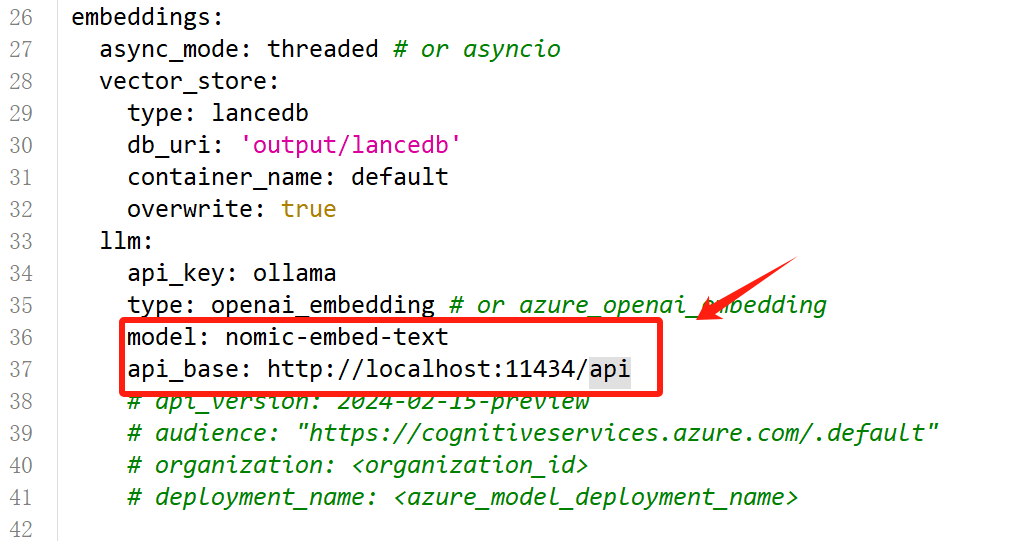 26 embeddings:
27   async_mode: threaded # or asyncio
28   vector_store:
29     type: lancedb
30     db_uri: 'output/lancedb'
31     container_name: default
32     overwrite: true
33   llm:
34     api_key: ollama
35     type: openai_embedding # or azure_openai_embedding
36     model: nomic-embed-text
37     api_base: http://localhost:11434/api
38     # api_version: 2024-02-15-preview
39     # audience: "https://cognitiveservices.azure.com/.default"
40     # organization: <organization_id>
41     # deployment_name: <azure_model_deployment_name>
42